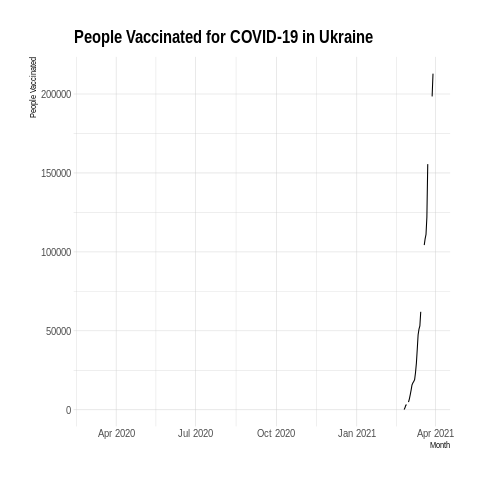 People Vaccinated for COVID-19 in Ukraine
People Vaccinated
200000
150000
100000
50000
0
Apr 2020 Jul 2020 Oct 2020 Jan 2021 Apr 2021
Month